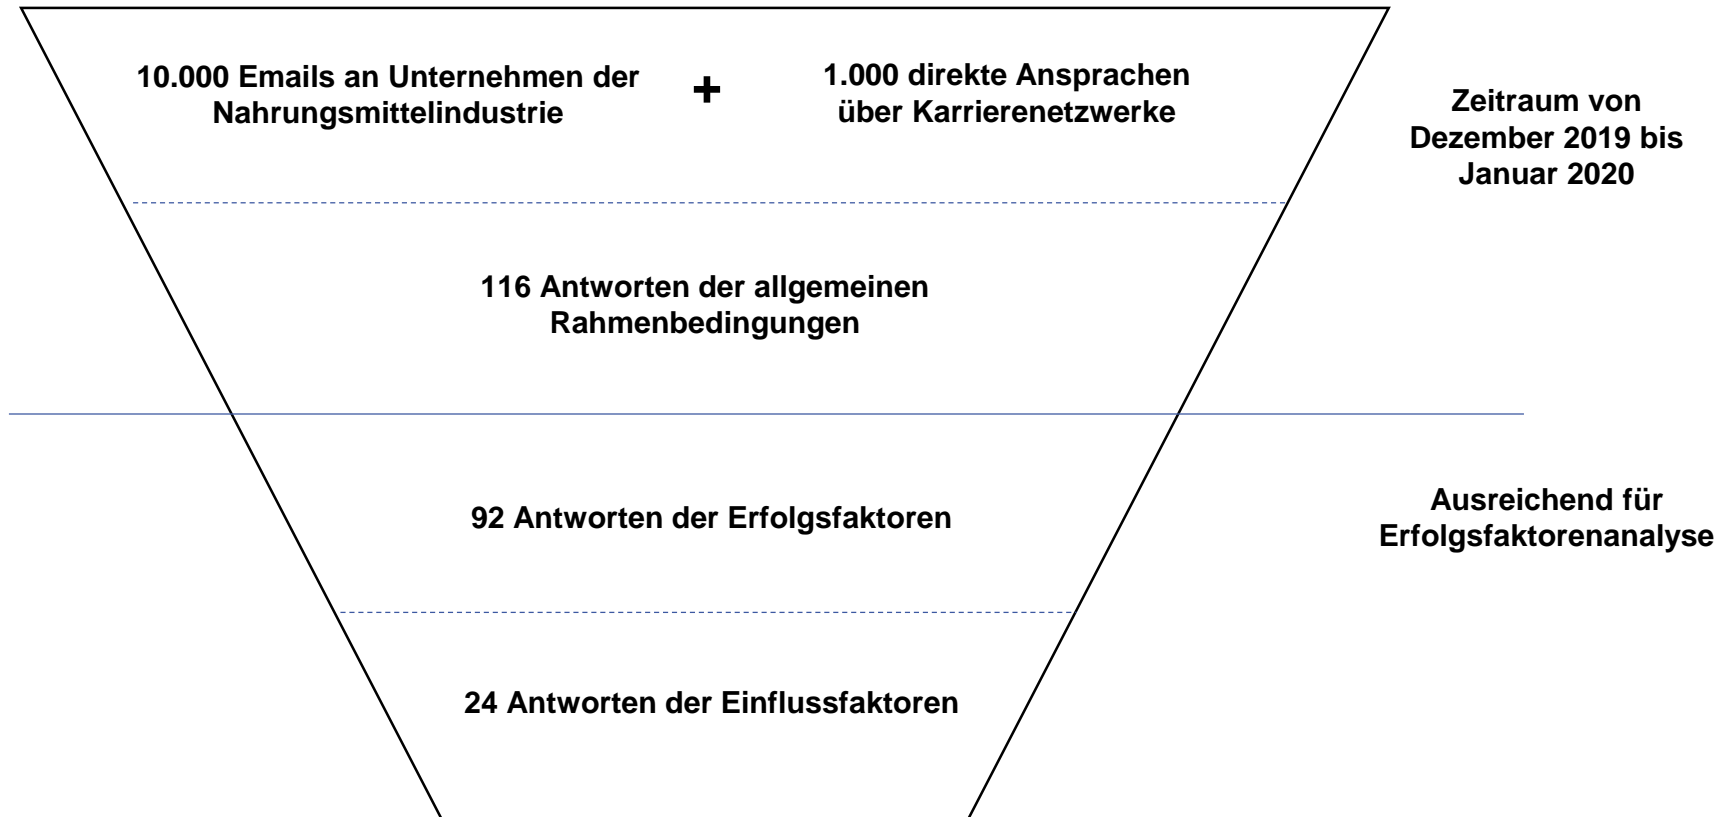 10.000 Emails an Unternehmen der
Nahrungsmittelindustrie
+
1.000 direkte Ansprachen
über Karrierenetzwerke
Zeitraum von
Dezember 2019 bis
Januar 2020
116 Antworten der allgemeinen
Rahmenbedingungen
92 Antworten der Erfolgsfaktoren
Ausreichend für
Erfolgsfaktorenanalyse
24 Antworten der Einflussfaktoren